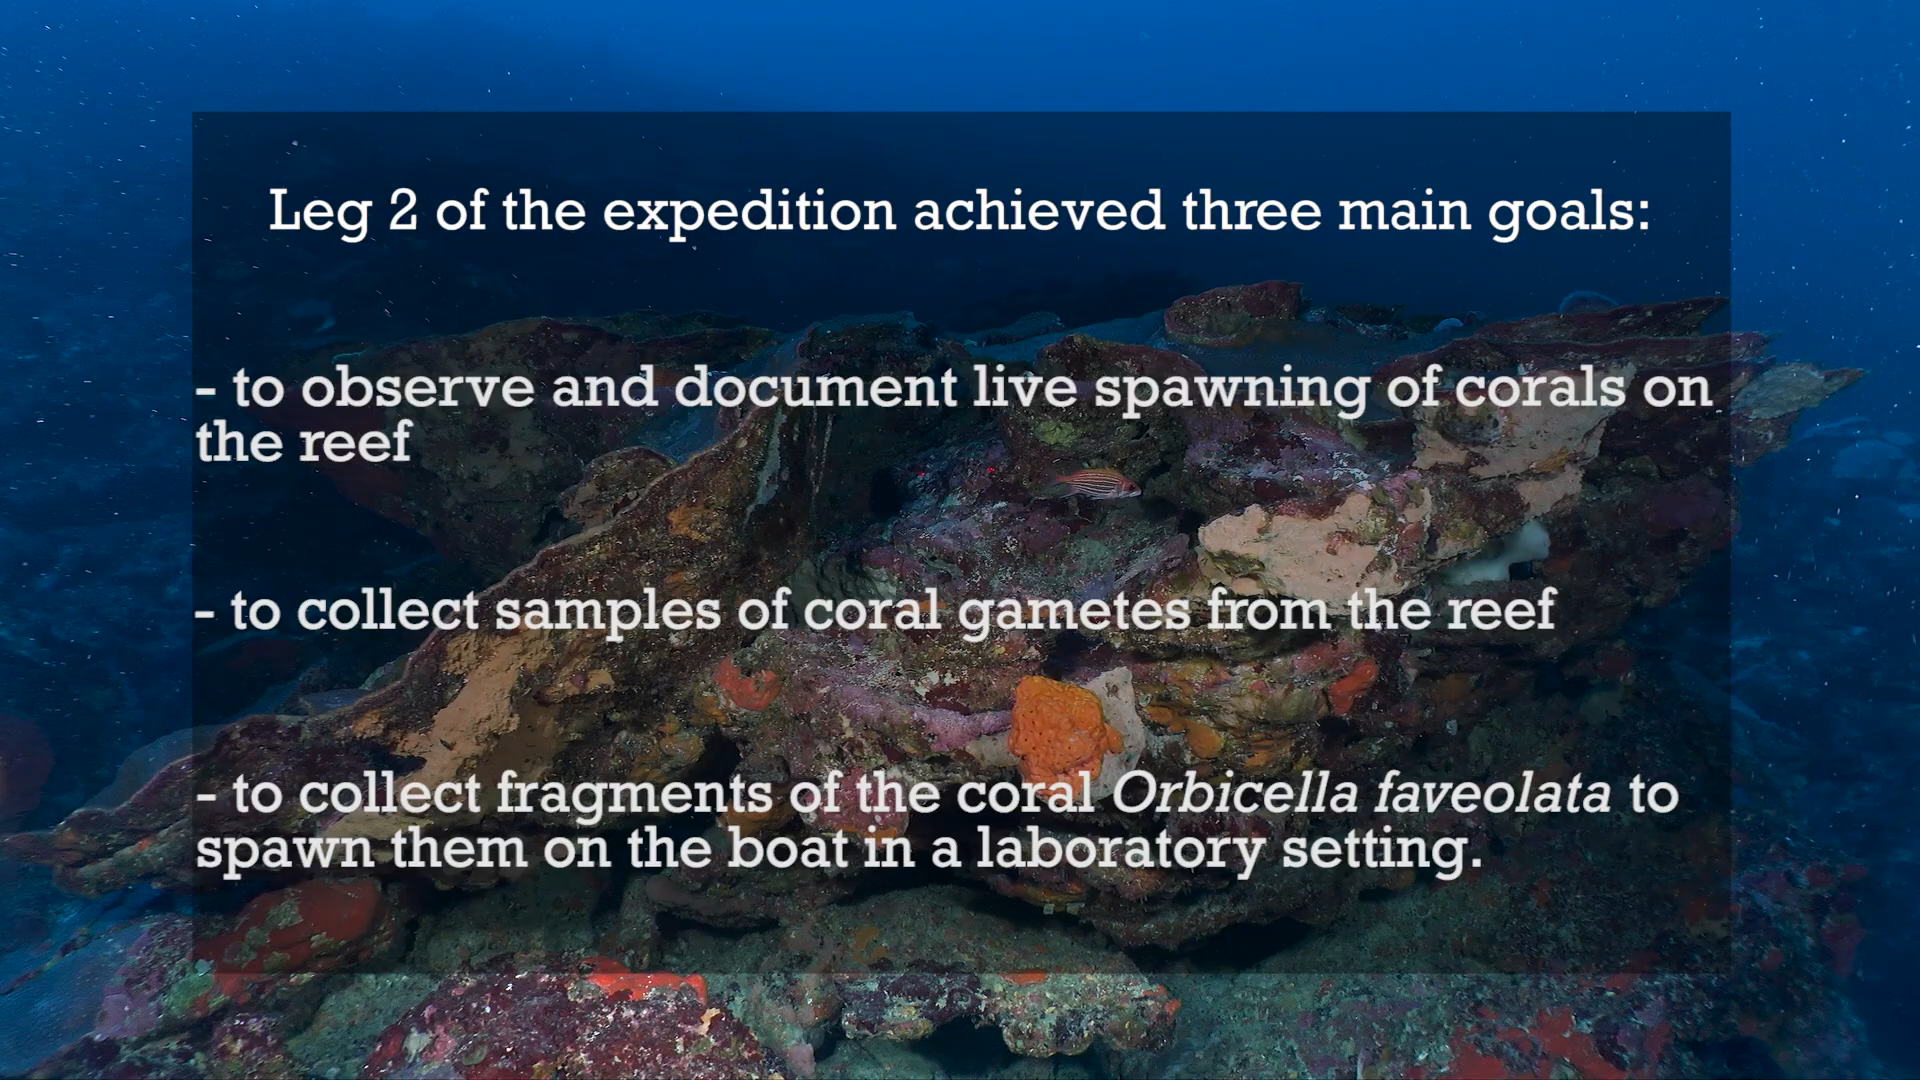 Leg 2 of the expedition achieved three main goals:
- to observe and document live spawning of corals on
the reef
- to collect samples of coral gametes from the reef
- to collect fragments of the coral Orbicella faveolata to
spawn them on the boat in a laboratory setting.